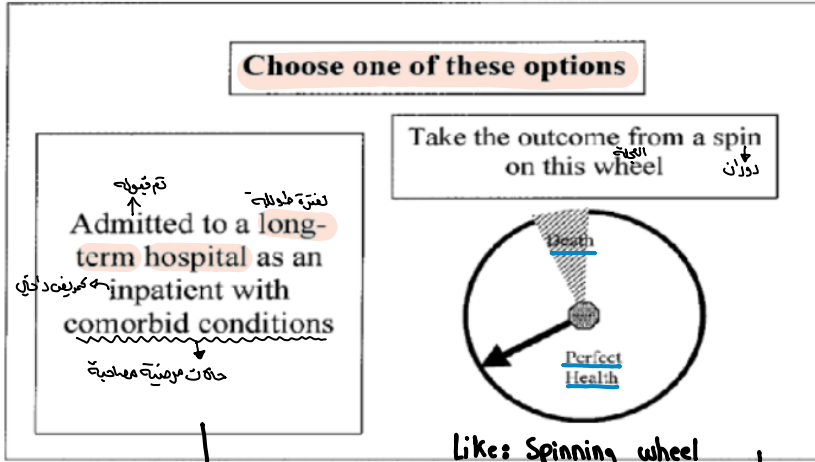 Choose one of these options
Take the outcome from a spin
on this wheel
العجلة
دوران
تم قبوله
لفترة طويلة
Admitted to a long-
term hospital as an
inpatient with
comorbid conditions
كمريض داخلي
حالات مرضية مصاحبة
Death
Perfect
Health
Like: Spinning wheel